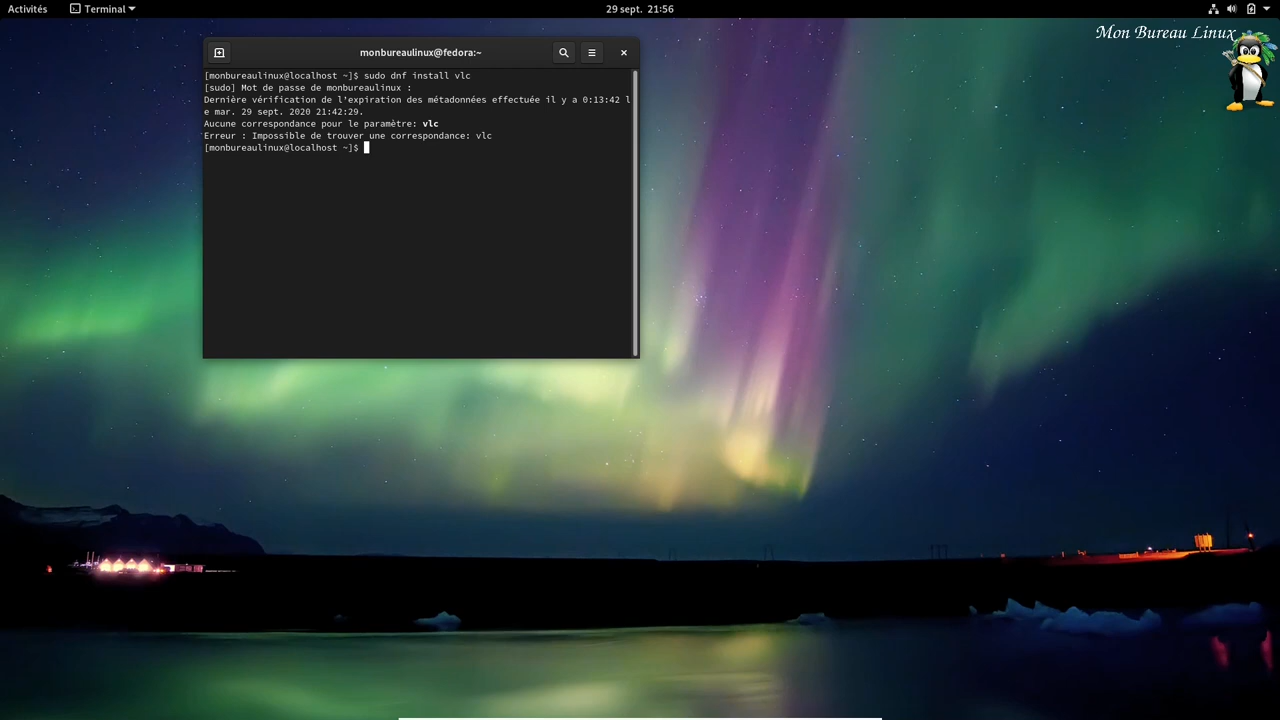 Activités Terminal 29 sept. 21:56
Mon Bureau Linux
monbureaulinux@fedora:~
[monbureaulinux@localhost ~]$ sudo dnf install vlc
[sudo] Mot de passe de monbureaulinux :
Dernière vérification de l'expiration des métadonnées effectuée il y a 0:13:42 l
e mar. 29 sept. 2020 21:42:29.
Aucune correspondance pour le paramètre: vlc
Erreur : Impossible de trouver une correspondance: vlc
[monbureaulinux@localhost ~]$